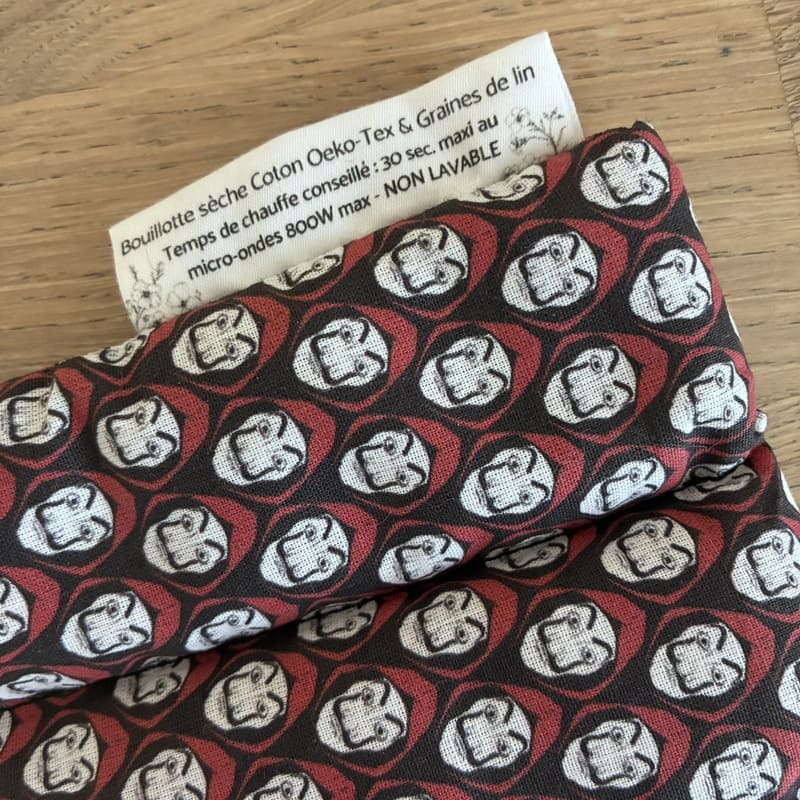 Bouillotte sèche Coton Oeko-Tex & Graines de lin
Temps de chauffe conseillé : 30 sec. maxi au
micro-ondes 800W max - NON LAVABLE